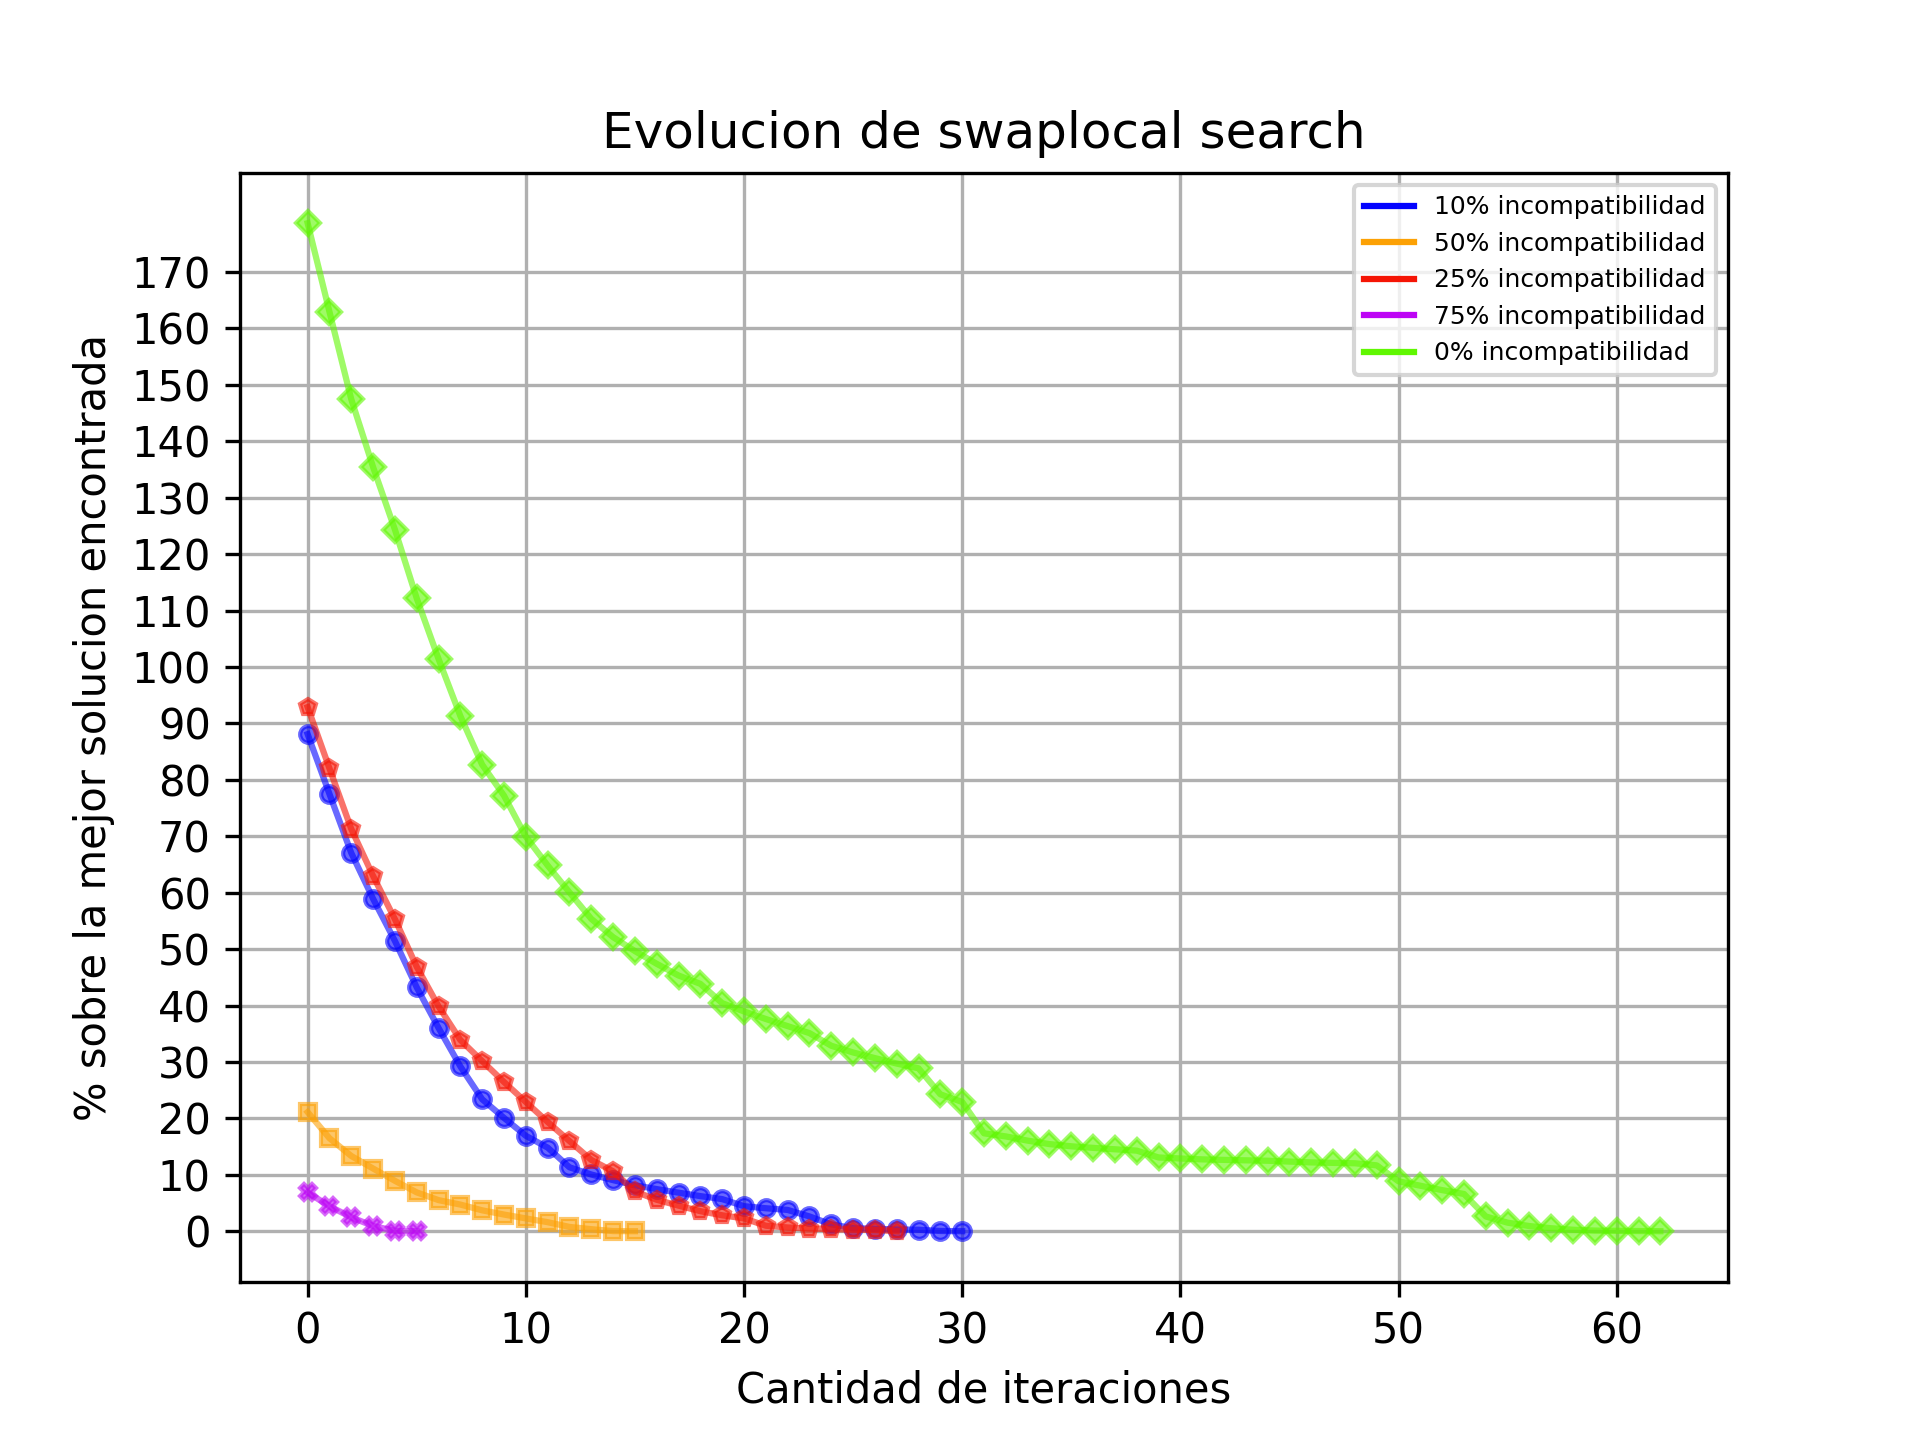 Evolucion de swaplocal search
10% incompatibilidad
50% incompatibilidad
25% incompatibilidad
75% incompatibilidad
0% incompatibilidad
% sobre la mejor solucion encontrada
170
160
150
140
130
120
110
100
90
80
70
60
50
40
30
20
10
0
0 10 20 30 40 50 60
Cantidad de iteraciones